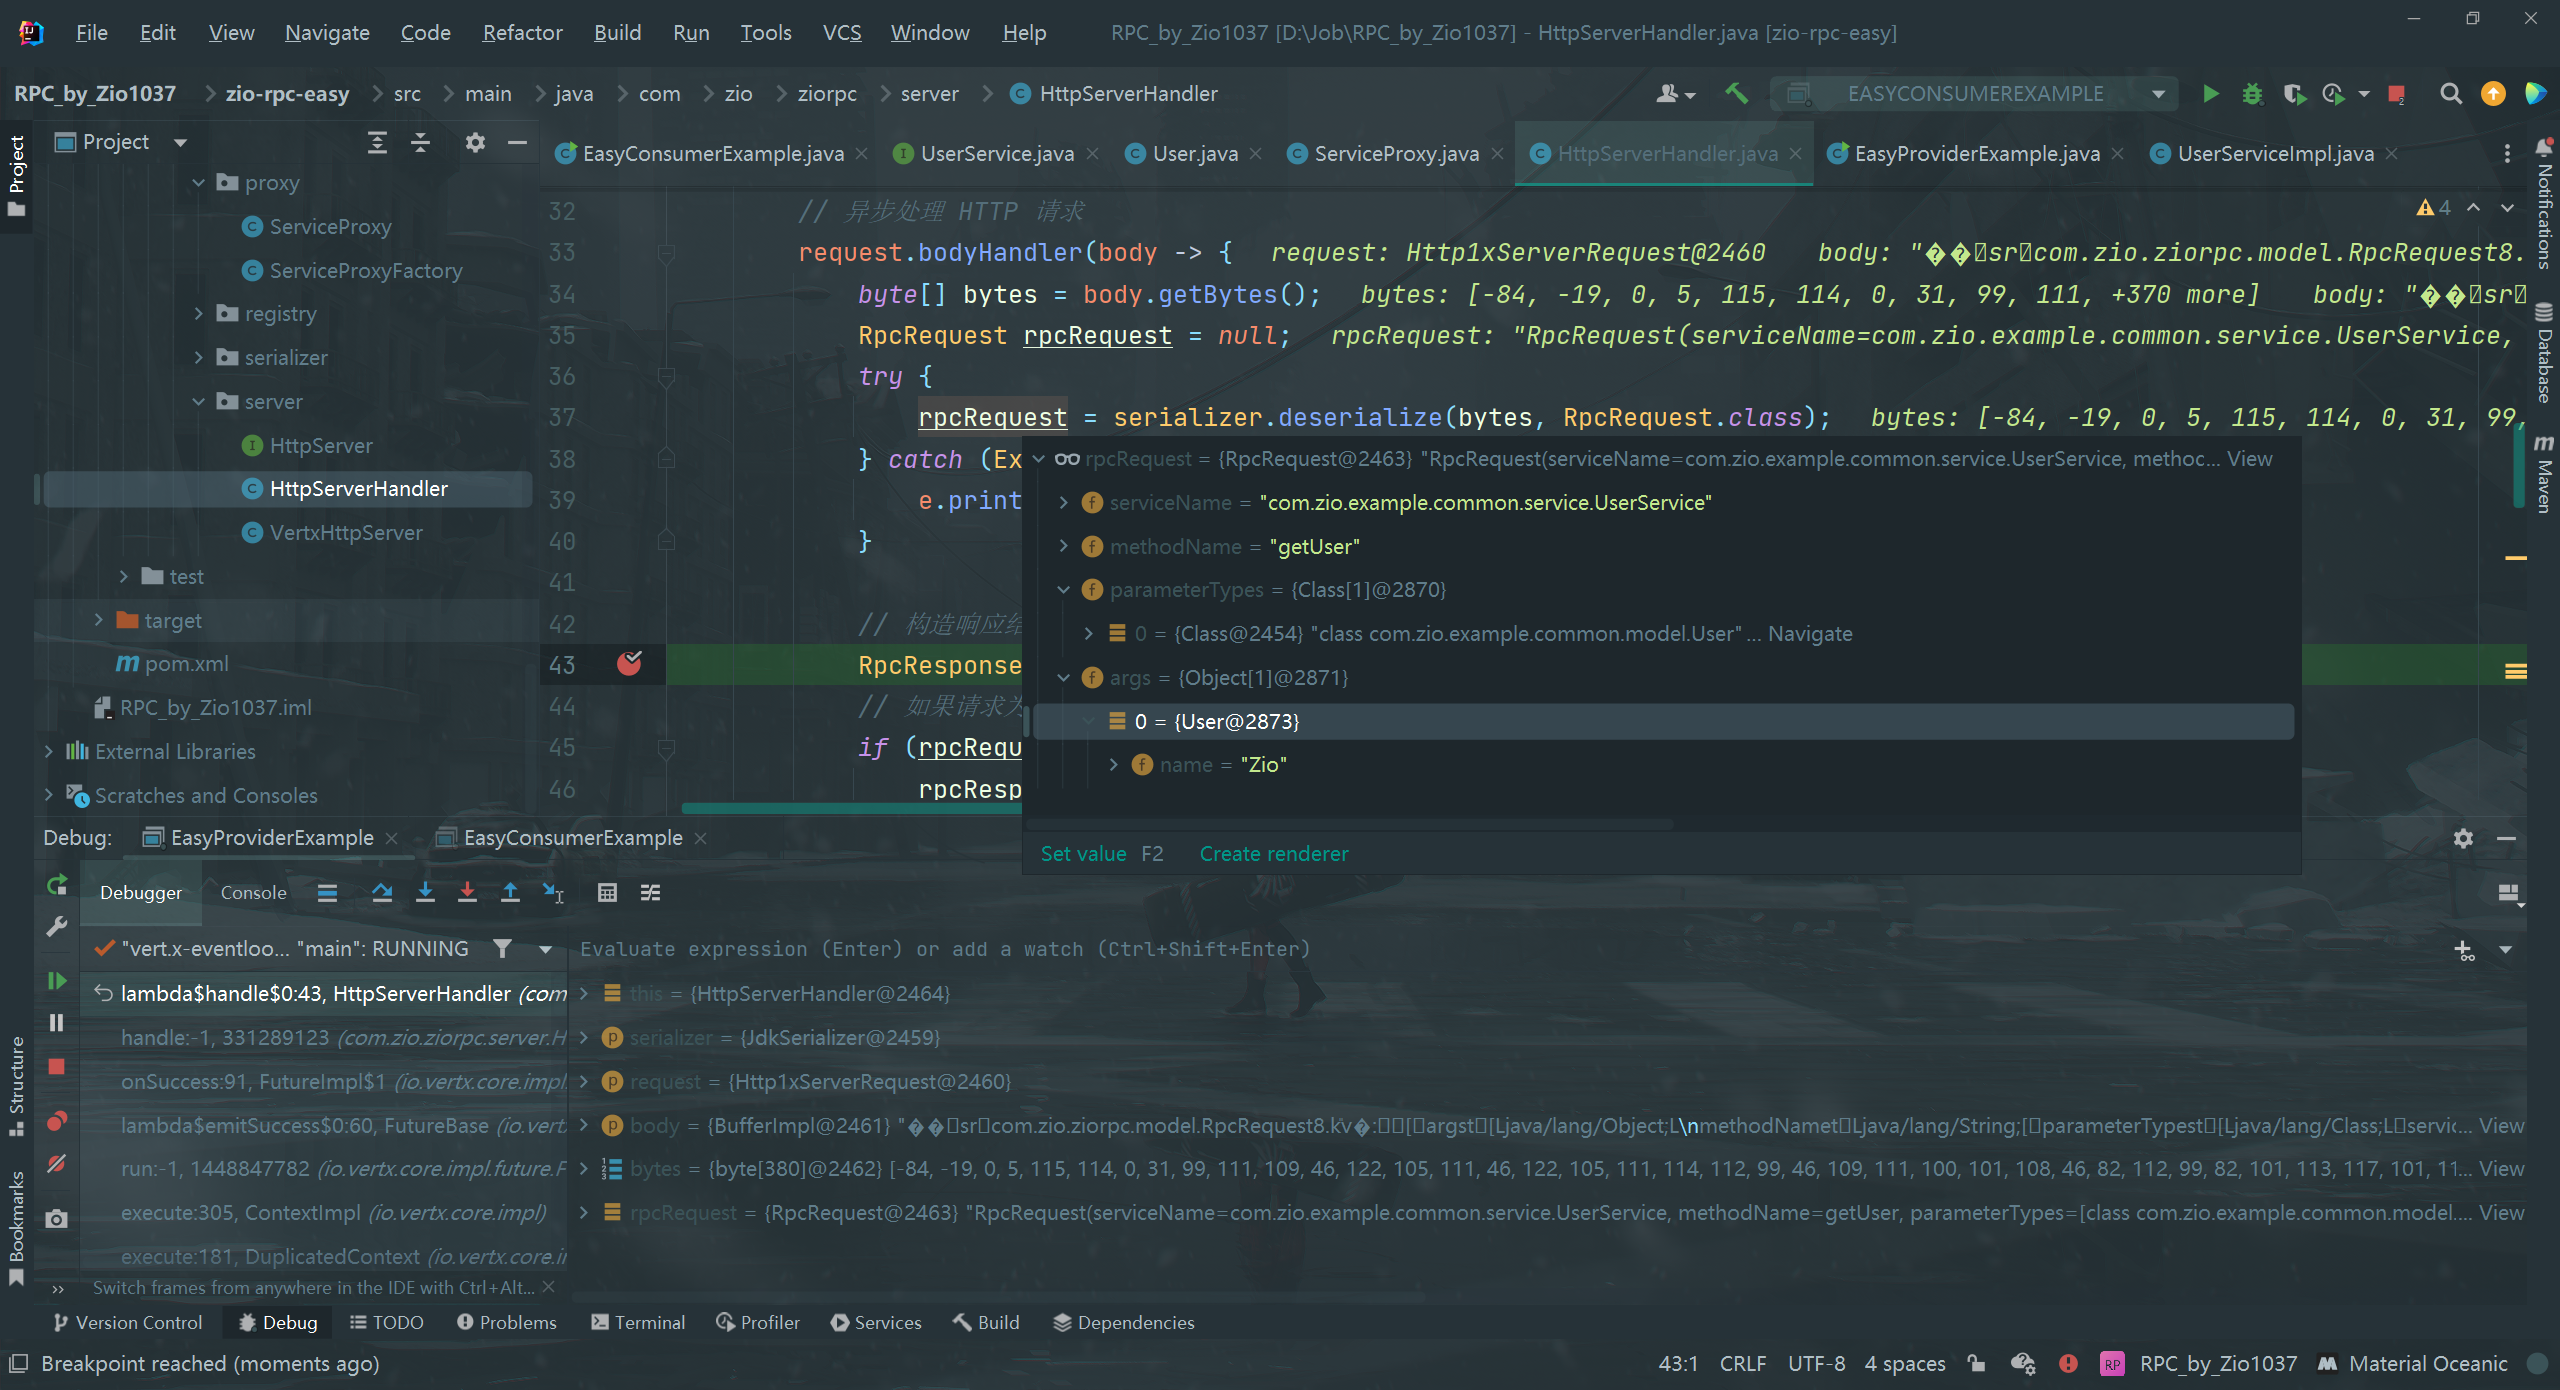 File Edit View Navigate Code Refactor Build Run Tools VCS Window Help RPC_by_Zio1037 [D:\Job\RPC_by_Zio1037] - HttpServerHandler.java [zio-rpc-easy]
RPC_by_Zio1037 zio-rpc-easy src main java com zio ziorpc server HttpServerHandler EASYCONSUMEREXAMPLE
Project
Project
EasyConsumerExample.java UserService.java User.java ServiceProxy.java HttpServerHandler.java EasyProviderExample.java UserServiceImpl.java
Notifications
Database
Maven
proxy
ServiceProxy
ServiceProxyFactory
registry
serializer
server
HttpServer
HttpServerHandler
VertxHttpServer
test
target
pom.xml
RPC_by_Zio1037.iml
External Libraries
Scratches and Consoles
4
32 // 异步处理 HTTP 请求
33 request.bodyHandler(body -> { request: Http1xServerRequest@2460 body: "��srcom.zio.ziorpc.model.RpcRequest8.
34 byte[] bytes = body.getBytes(); bytes: [-84, -19, 0, 5, 115, 114, 0, 31, 99, 111, +370 more] body: "��sr
35 RpcRequest rpcRequest = null; rpcRequest: "RpcRequest(serviceName=com.zio.example.common.service.UserService,
36 try {
37 rpcRequest = serializer.deserialize(bytes, RpcRequest.class); bytes: [-84, -19, 0, 5, 115, 114, 0, 31, 99,
38 } catch (Ex
39 e.print
40 }
41
42 // 构造响应结
43 RpcResponse
44 // 如果请求为
45 if (rpcRequ
46 rpcResp
rpcRequest = {RpcRequest@2463} "RpcRequest(serviceName=com.zio.example.common.service.UserService, methoc... View
serviceName = "com.zio.example.common.service.UserService"
methodName = "getUser"
parameterTypes = {Class[1]@2870}
0 = {Class@2454} "class com.zio.example.common.model.User" ... Navigate
args = {Object[1]@2871}
0 = {User@2873}
name = "Zio"
Set value F2 Create renderer
Debug: EasyProviderExample EasyConsumerExample
Debugger Console
"vert.x-eventloo... "main": RUNNING
Evaluate expression (Enter) or add a watch (Ctrl+Shift+Enter)
lambda$handle$0:43, HttpServerHandler (com
handle:-1, 331289123 (com.zio.ziorpc.server.H
onSuccess:91, FutureImpl$1 (io.vertx.core.impl.
lambda$emitSuccess$0:60, FutureBase (io.vert
run:-1, 1448847782 (io.vertx.core.impl.future.F
execute:305, ContextImpl (io.vertx.core.impl)
execute:181, DuplicatedContext (io.vertx.core.in
Switch frames from anywhere in the IDE with Ctrl+Alt...
this = {HttpServerHandler@2464}
serializer = {JdkSerializer@2459}
request = {Http1xServerRequest@2460}
body = {BufferImpl@2461} "��srcom.zio.ziorpc.model.RpcRequest8.kv�:[argst[Ljava/lang/Object;L\nmethodNametLjava/lang/String;[parameterTypest[Ljava/lang/Class;Lservic... View
bytes = {byte[380]@2462} [-84, -19, 0, 5, 115, 114, 0, 31, 99, 111, 109, 46, 122, 105, 111, 46, 122, 105, 111, 114, 112, 99, 46, 109, 111, 100, 101, 108, 46, 82, 112, 99, 82, 101, 113, 117, 101, 11... View
rpcRequest = {RpcRequest@2463} "RpcRequest(serviceName=com.zio.example.common.service.UserService, methodName=getUser, parameterTypes=[class com.zio.example.common.model.... View
Structure
Bookmarks
Version Control Debug TODO Problems Terminal Profiler Services Build Dependencies
Breakpoint reached (moments ago) 43:1 CRLF UTF-8 4 spaces RP RPC_by_Zio1037 Material Oceanic